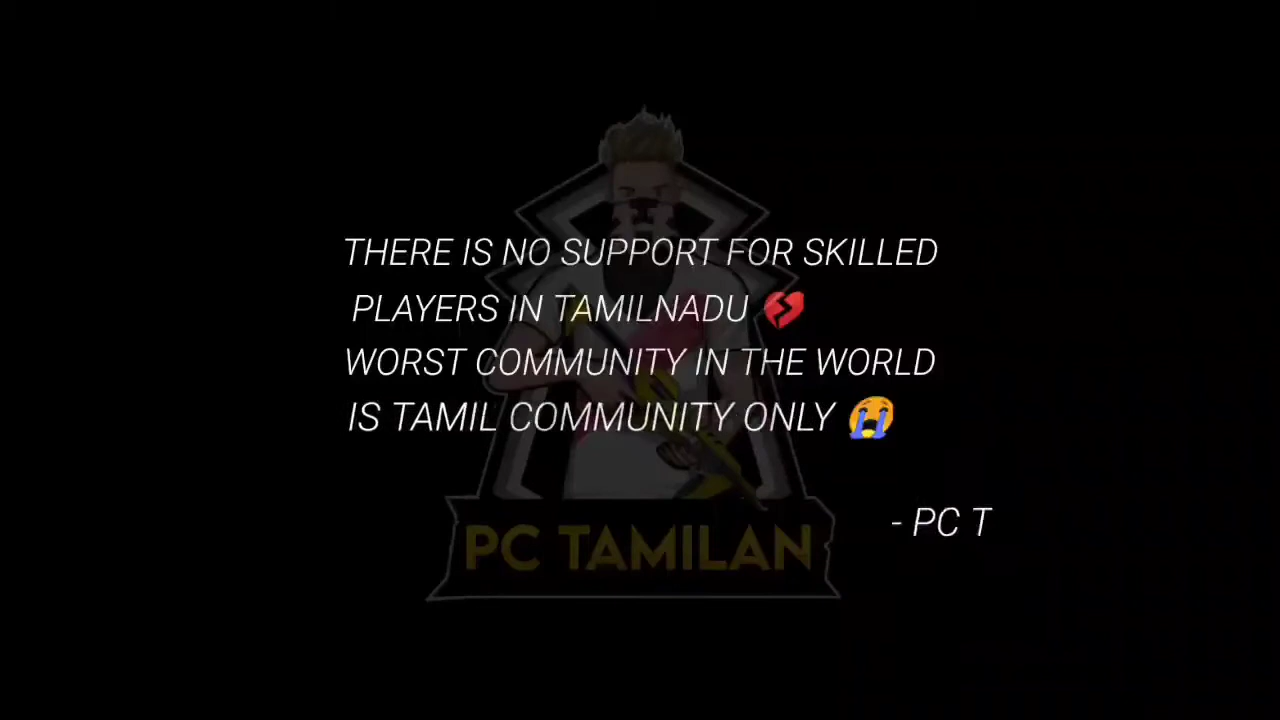 THERE IS NO SUPPORT FOR SKILLED
PLAYERS IN TAMILNADU 💔
WORST COMMUNITY IN THE WORLD
IS TAMIL COMMUNITY ONLY 😭
- PC T
PC TAMILAN